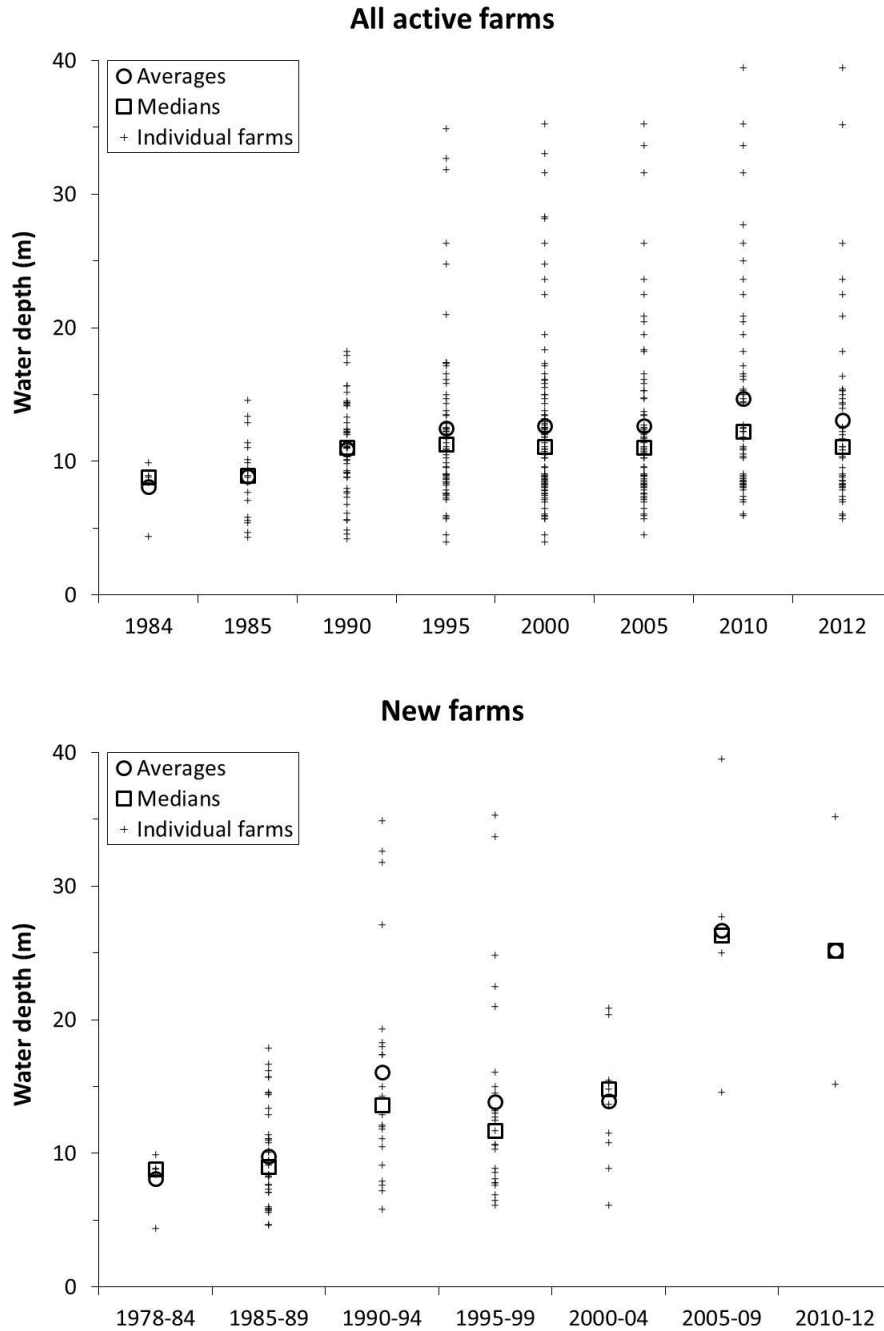 All active farms
40
30
20
10
0
Water depth (m)
Averages
Medians
Individual farms
1984 1985 1990 1995 2000 2005 2010 2012
New farms
40
30
20
10
0
Water depth (m)
Averages
Medians
Individual farms
1978-84 1985-89 1990-94 1995-99 2000-04 2005-09 2010-12